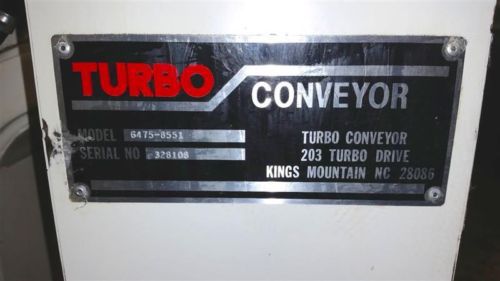 TURBO CONVEYOR
MODEL 6475-8551
SERIAL NO 328108
TURBO CONVEYOR
203 TURBO DRIVE
KINGS MOUNTAIN NC 28086